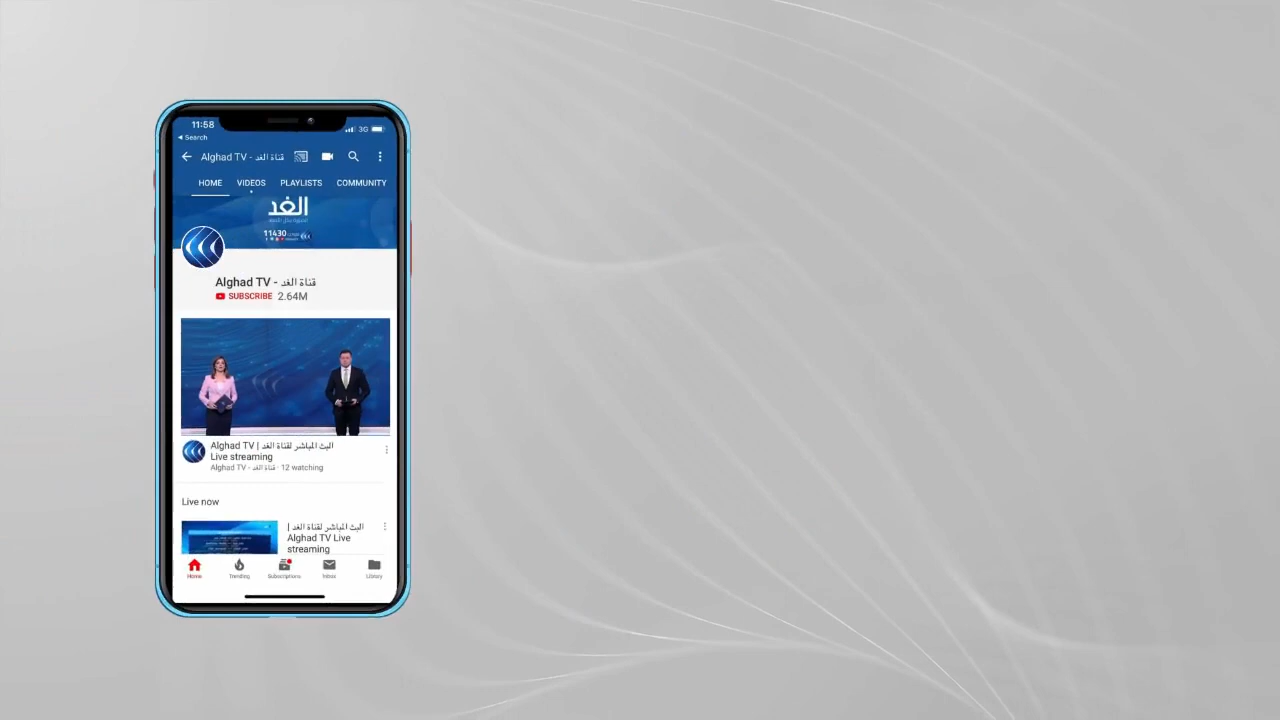 11:58
3G
Search
Alghad TV - قناة الغد
HOME VIDEOS PLAYLISTS COMMUNITY
الغد
11430
Alghad TV - قناة الغد
SUBSCRIBE 2.64M
Alghad TV | البث المباشر لقناة الغد
Live streaming
Alghad TV - قناة الغد · 12 watching
Live now
البث المباشر لقناة الغد |
Alghad TV Live
streaming
Home Trending Subscriptions Inbox Library